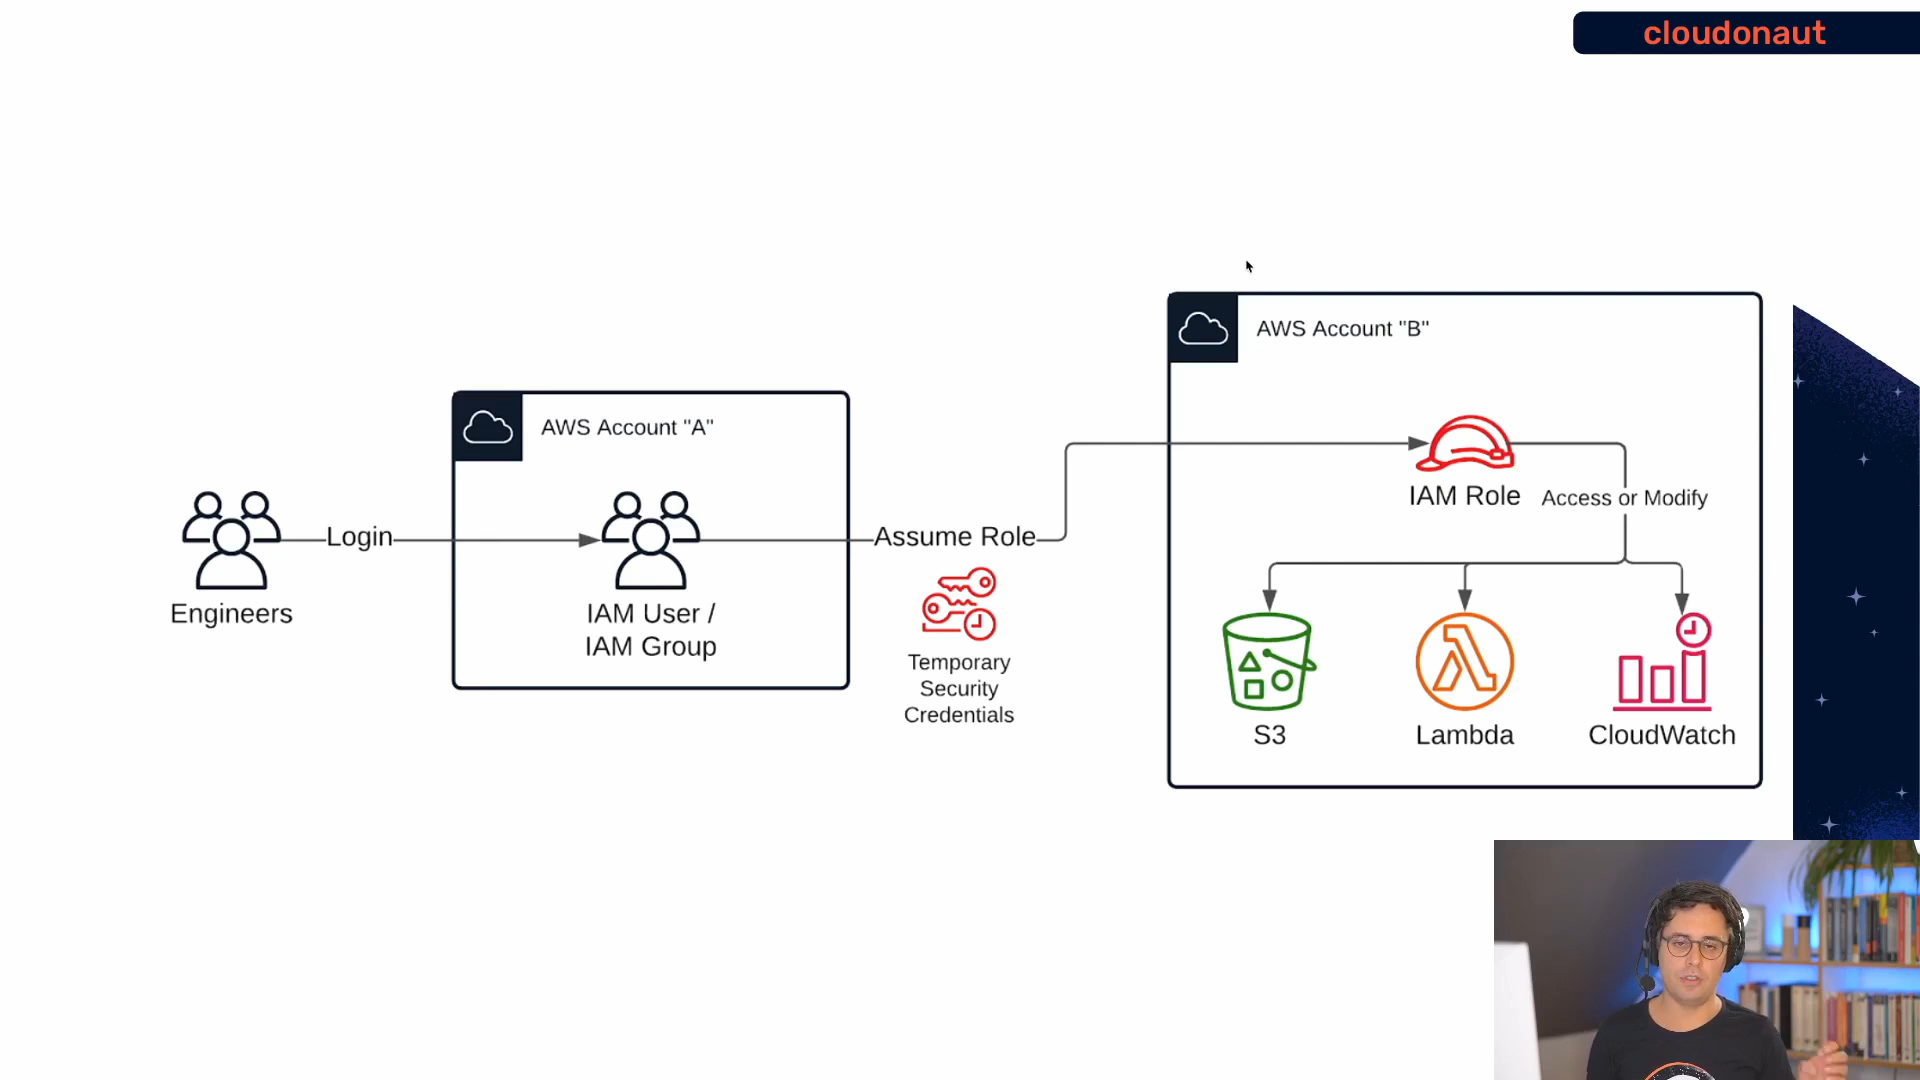 cloudonaut
AWS Account "B"
AWS Account "A"
IAM Role
Access or Modify
Login
Assume Role
Engineers
IAM User /
IAM Group
Temporary
Security
Credentials
S3
Lambda
CloudWatch